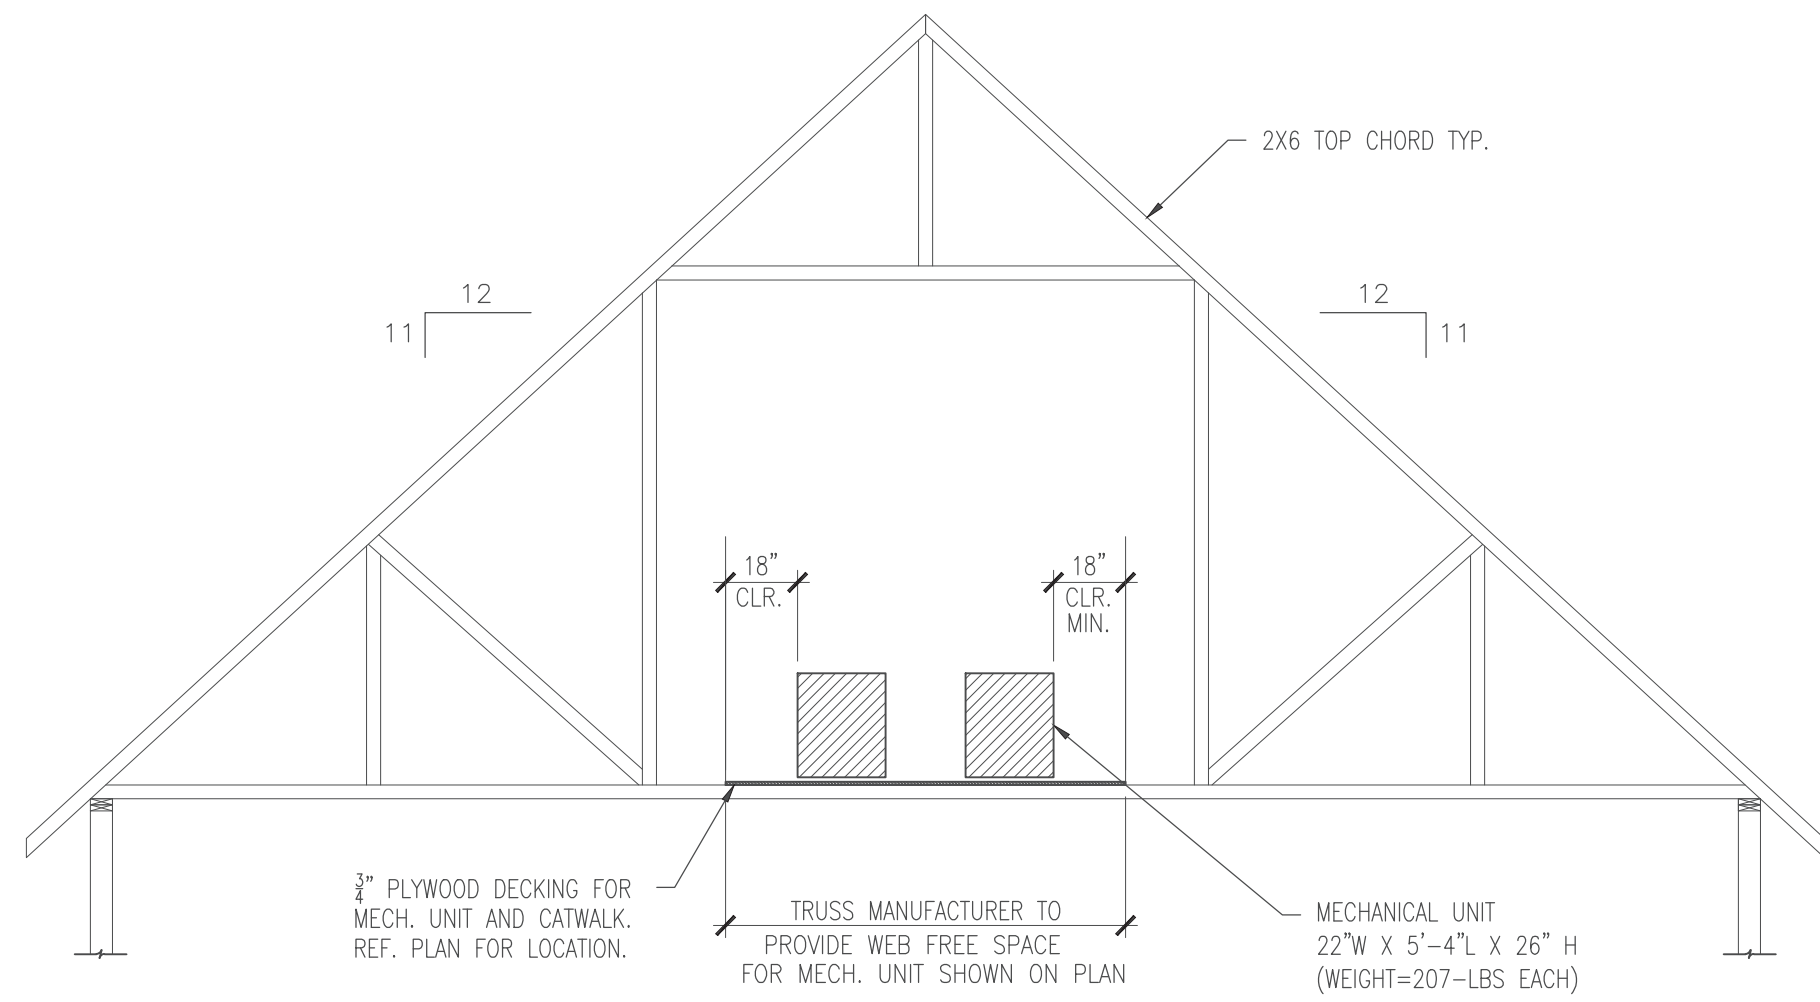 2X6 TOP CHORD TYP.
12
11
12
11
18"
CLR.
18"
CLR.
MIN.
3/4" PLYWOOD DECKING FOR
MECH. UNIT AND CATWALK.
REF. PLAN FOR LOCATION.
TRUSS MANUFACTURER TO
PROVIDE WEB FREE SPACE
FOR MECH. UNIT SHOWN ON PLAN
MECHANICAL UNIT
22"W X 5'-4"L X 26" H
(WEIGHT=207-LBS EACH)